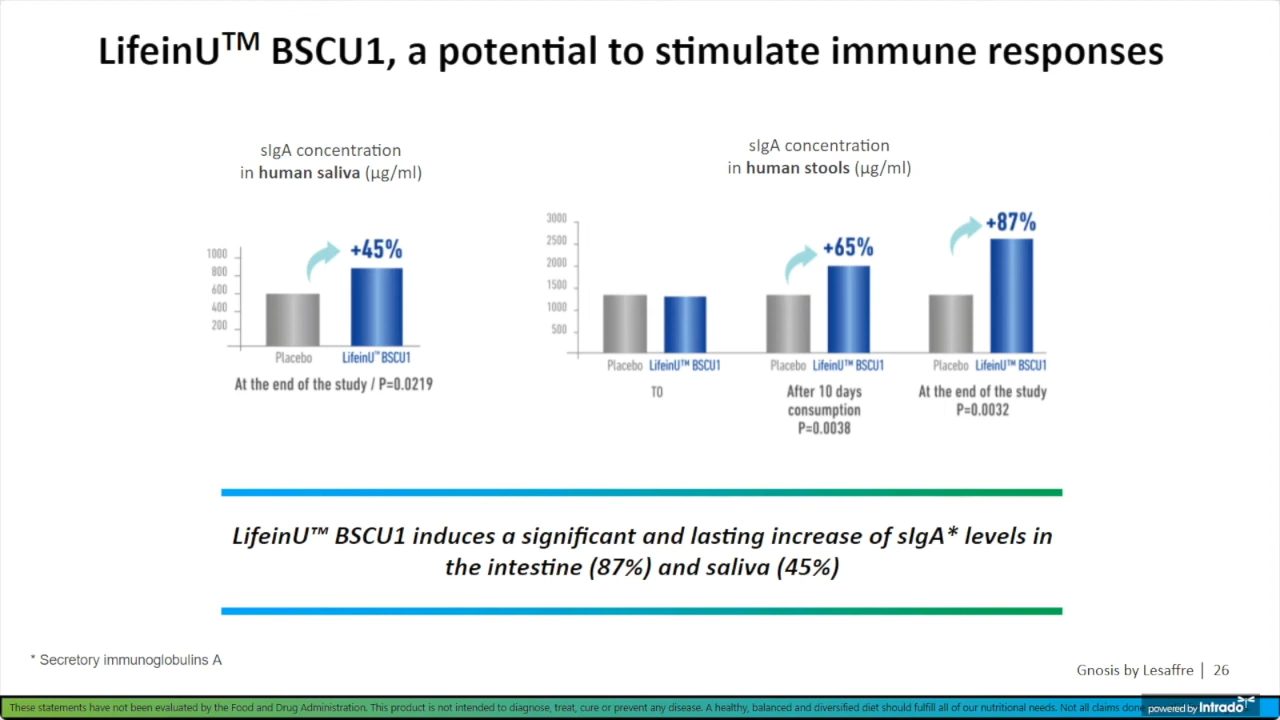 LifeinU™ BSCU1, a potential to stimulate immune responses
sIgA concentration
in human saliva (µg/ml)
1000
800
600
400
200
+45%
Placebo
LifeinU™ BSCU1
At the end of the study / P=0.0219
sIgA concentration
in human stools (µg/ml)
3000
2500
2000
1500
1000
500
+65%
+87%
Placebo LifeinU™ BSCU1
Placebo LifeinU™ BSCU1
Placebo LifeinU™ BSCU1
T0
After 10 days
consumption
P=0.0038
At the end of the study
P=0.0032
LifeinU™ BSCU1 induces a significant and lasting increase of sIgA* levels in
the intestine (87%) and saliva (45%)
* Secretory immunoglobulins A
Gnosis by Lesaffre | 26
These statements have not been evaluated by the Food and Drug Administration. This product is not intended to diagnose, treat, cure or prevent any disease. A healthy, balanced and diversified diet should fulfill all of our nutritional needs. Not all claims done
powered by Intrado